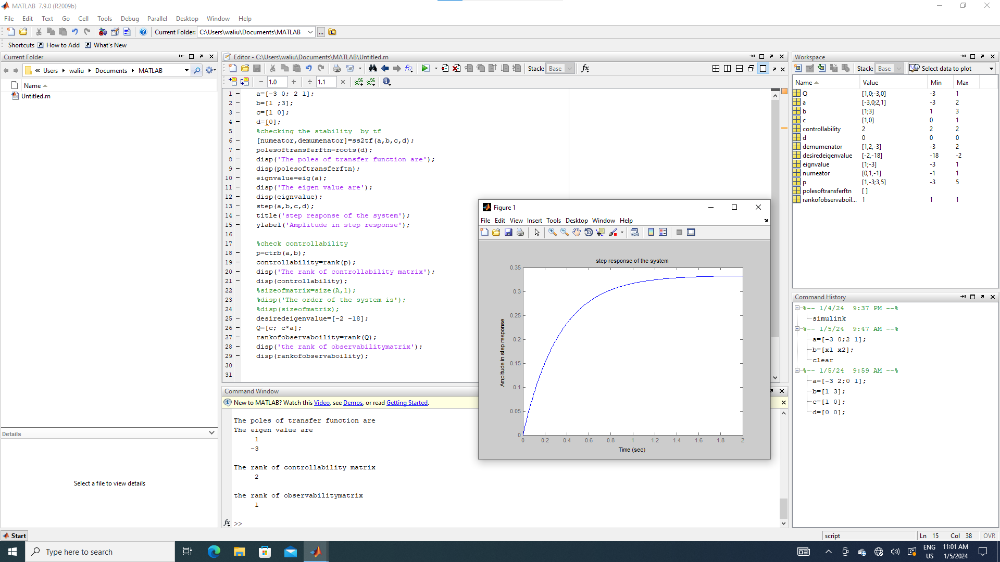 MATLAB 7.9.0 (R2009b)
File Edit Text Go Cell Tools Debug Parallel Desktop Window Help
Current Folder: C:\Users\waliu\Documents\MATLAB ...
Shortcuts How to Add What's New
Current Folder
« Users waliu Documents MATLAB
Name
Untitled.m
Details
Select a file to view details
Editor - C:\Users\waliu\Documents\MATLAB\Untitled.m
Stack: Base fx
− 1.0 + ÷ 1.1 ×
1 – a=[-3 0; 2 1];
2 – b=[1 ;3];
3 – c=[1 0];
4 – d=[0];
5 %checking the stability  by tf
6 – [numeator,demumenator]=ss2tf(a,b,c,d);
7 – polesoftransferftn=roots(d);
8 – disp('The poles of transfer function are');
9 – disp(polesoftransferftn);
10 – eignvalue=eig(a);
11 – disp('The eigen value are');
12 – disp(eignvalue);
13 – step(a,b,c,d);
14 – title('step response of the system');
15 – ylabel('Amplitude in step response');
16
17 %check controllability
18 – p=ctrb(a,b);
19 – controllability=rank(p);
20 – disp('The rank of controllability matrix');
21 – disp(controllability);
22 %sizeofmatrix=size(A,1);
23 %disp('The order of the system is');
24 %disp(sizeofmatrix);
25 – desiredeigenvalue=[-2 -18];
26 – Q=[c; c*a];
27 – rankofobservaboility=rank(Q);
28 – disp('the rank of observabilitymatrix');
29 – disp(rankofobservaboility);
30
31
Command Window
New to MATLAB? Watch this Video, see Demos, or read Getting Started.
The poles of transfer function are
The eigen value are
1
-3
The rank of controllability matrix
2
the rank of observabilitymatrix
1
fx >>
Figure 1
File Edit View Insert Tools Desktop Window Help
step response of the system
0.35
0.3
0.25
0.2
0.15
0.1
0.05
0
Amplitude in step response
0 0.2 0.4 0.6 0.8 1 1.2 1.4 1.6 1.8 2
Time (sec)
Workspace
Stack: Base Select data to plot
Name Value Min Max
Q [1,0;-3,0] -3 1
a [-3,0;2,1] -3 2
b [1;3] 1 3
c [1,0] 0 1
controllability 2 2 2
d 0 0 0
demumenator [1,2,-3] -3 2
desiredeigenvalue [-2,-18] -18 -2
eignvalue [1;-3] -3 1
numeator [0,1,-1] -1 1
p [1,-3;3,5] -3 5
polesoftransferftn [ ]
rankofobservaboil... 1 1 1
Command History
%-- 1/4/24  9:37 PM --%
simulink
%-- 1/5/24  9:47 AM --%
a=[-3 0;2 1];
b=[x1 x2];
clear
%-- 1/5/24  9:59 AM --%
a=[-3 2;0 1];
b=[1 3];
c=[1 0];
d=[0 0];
Start
script Ln 15 Col 38 OVR
Type here to search
ENG
US
11:01 AM
1/5/2024